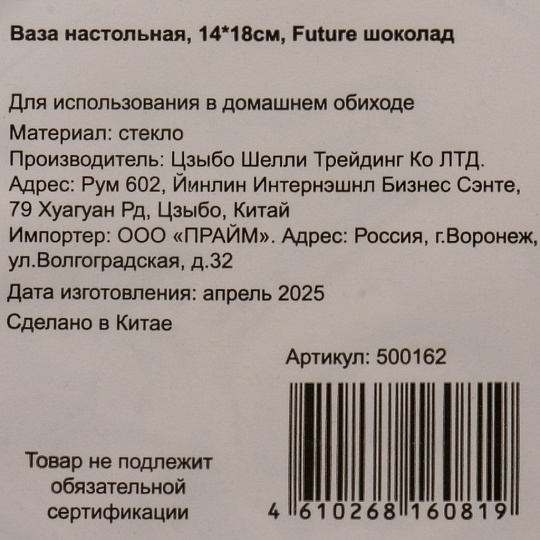 Ваза настольная, 14*18см, Future шоколад
Для использования в домашнем обиходе
Материал: стекло
Производитель: Цзыбо Шелли Трейдинг Ко ЛТД.
Адрес: Рум 602, Йинлин Интернэшнл Бизнес Сэнте,
79 Хуагуан Рд, Цзыбо, Китай
Импортер: ООО «ПРАЙМ». Адрес: Россия, г.Воронеж,
ул.Волгоградская, д.32
Дата изготовления: апрель 2025
Сделано в Китае
Артикул: 500162
Товар не подлежит
обязательной
сертификации
4 610268 160819